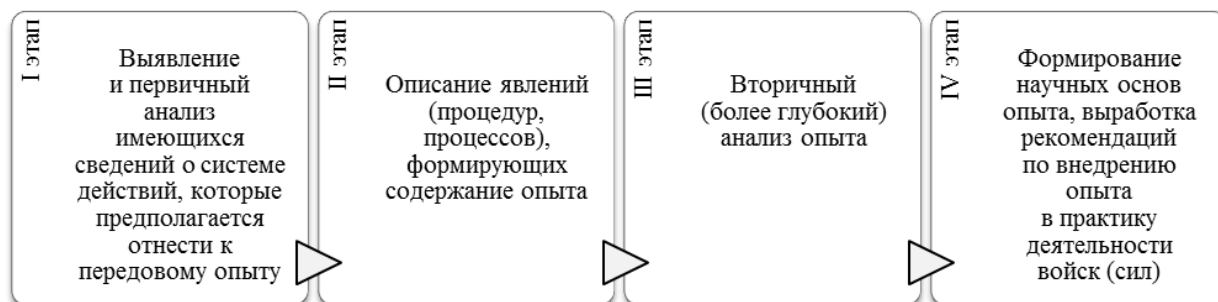 I этап
Выявление
и первичный
анализ
имеющихся
сведений о системе
действий, которые
предполагается
отнести к
передовому опыту
II этап
Описание явлений
(процедур,
процессов),
формирующих
содержание опыта
III этап
Вторичный
(более глубокий)
анализ опыта
IV этап
Формирование
научных основ
опыта, выработка
рекомендаций
по внедрению
опыта
в практику
деятельности
войск (сил)